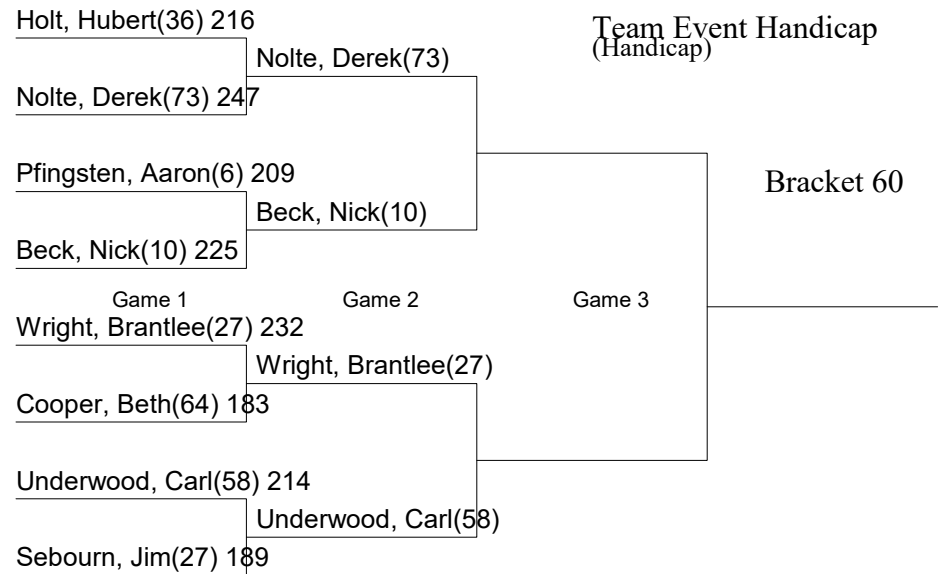 Holt, Hubert(36) 216
Team Event Handicap
(Handicap)
Nolte, Derek(73)
Nolte, Derek(73) 247
Pfingsten, Aaron(6) 209
Bracket 60
Beck, Nick(10)
Beck, Nick(10) 225
Game 1
Game 2
Game 3
Wright, Brantlee(27) 232
Wright, Brantlee(27)
Cooper, Beth(64) 183
Underwood, Carl(58) 214
Underwood, Carl(58)
Sebourn, Jim(27) 189